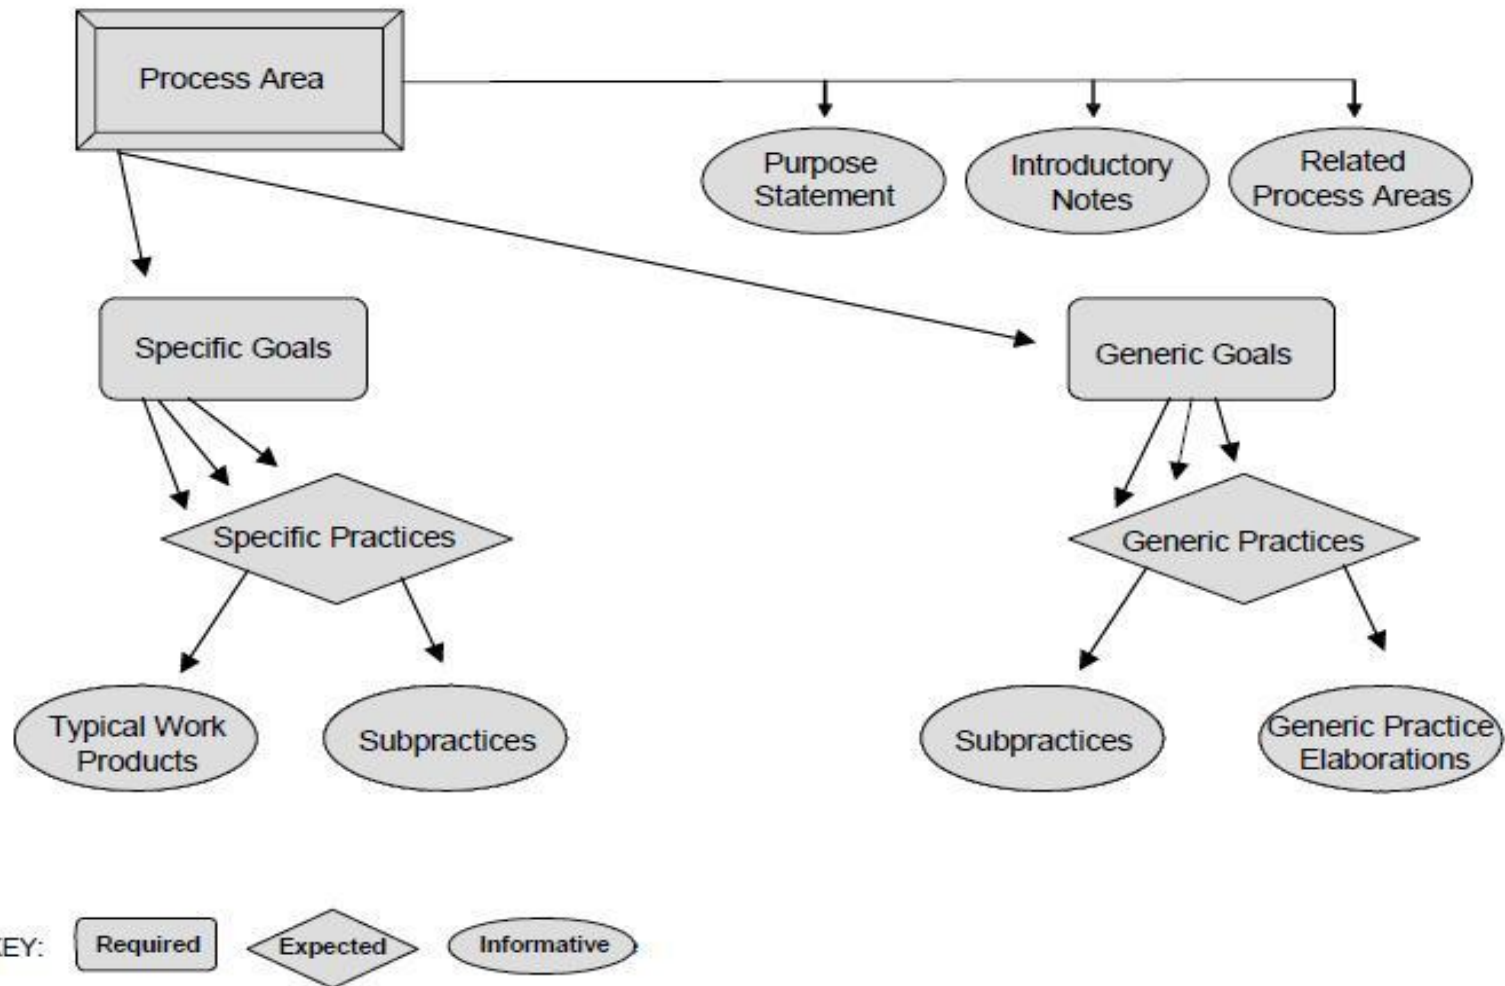 Process Area
Purpose
Statement
Introductory
Notes
Related
Process Areas
Specific Goals
Generic Goals
Specific Practices
Generic Practices
Typical Work
Products
Subpractices
Subpractices
Generic Practice
Elaborations
EY:
Required
Expected
Informative